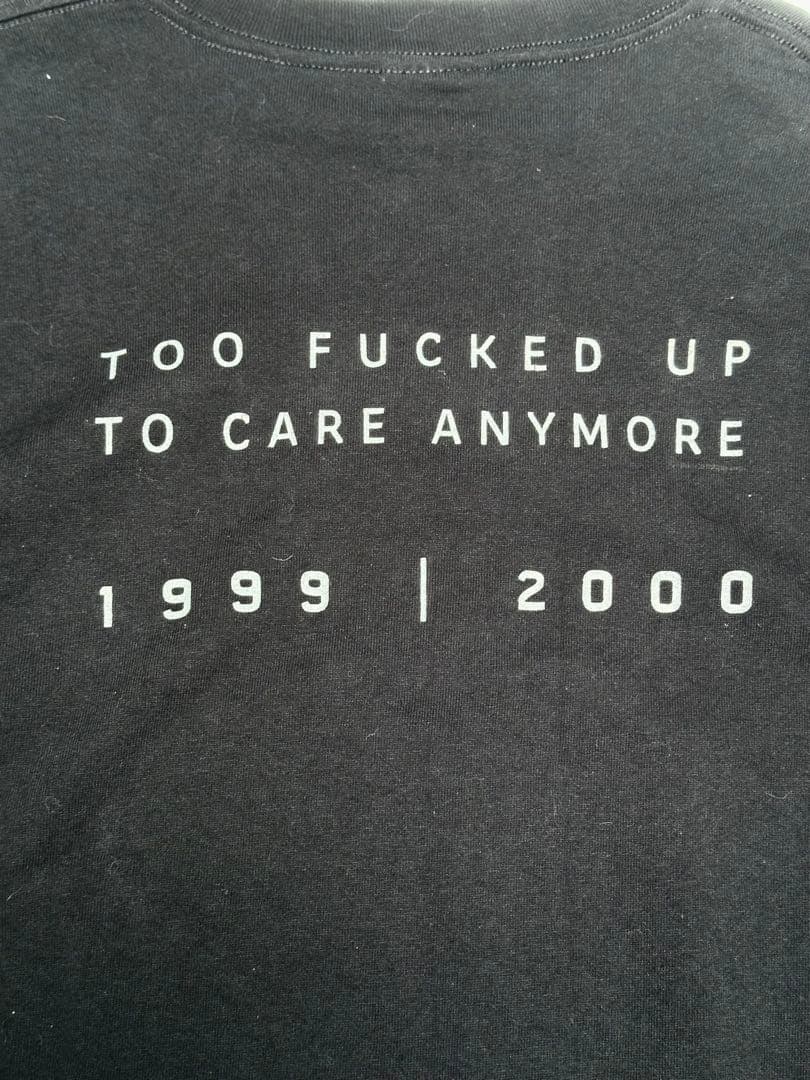 TOO FUCKED UP
TO CARE ANYMORE
1999 | 2000